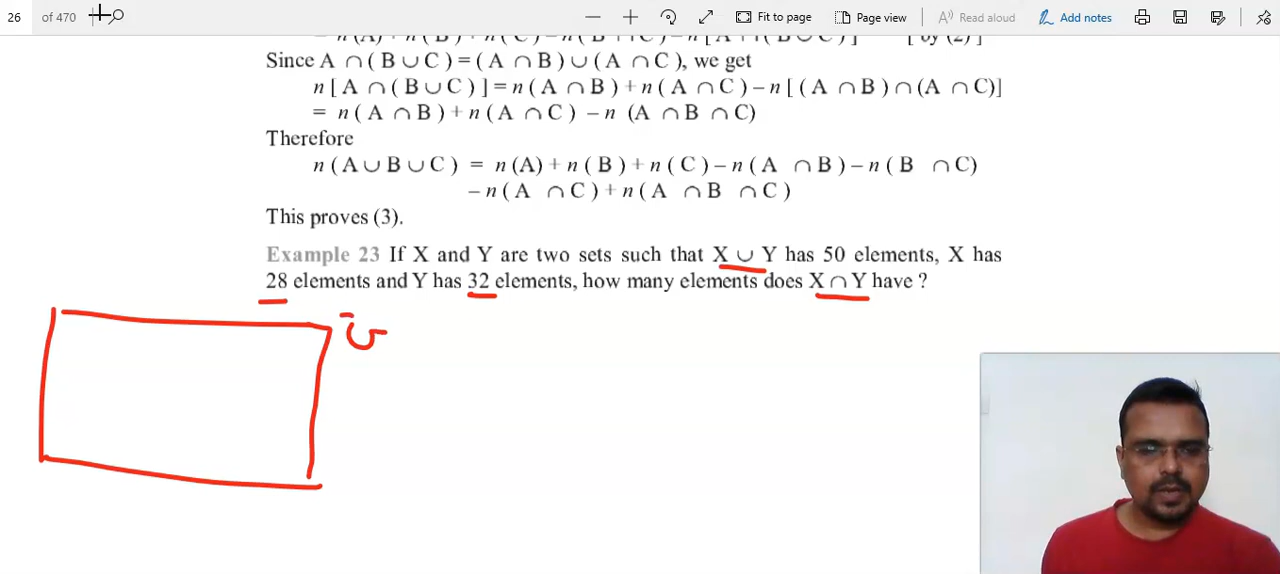 26 of 470 Fit to page Page view Read aloud Add notes
Since A ∩ ( B ∪ C ) = ( A ∩ B ) ∪ ( A ∩ C ), we get
n [ A ∩ ( B ∪ C ) ] = n ( A ∩ B ) + n ( A ∩ C ) – n [ ( A ∩ B ) ∩ (A ∩ C)]
= n ( A ∩ B ) + n ( A ∩ C ) – n (A ∩ B ∩ C)
Therefore
n ( A ∪ B ∪ C ) = n (A) + n ( B ) + n ( C ) – n ( A ∩ B ) – n ( B ∩ C)
– n ( A ∩ C ) + n ( A ∩ B ∩ C )
This proves (3).
Example 23 If X and Y are two sets such that X ∪ Y has 50 elements, X has
28 elements and Y has 32 elements, how many elements does X ∩ Y have ?